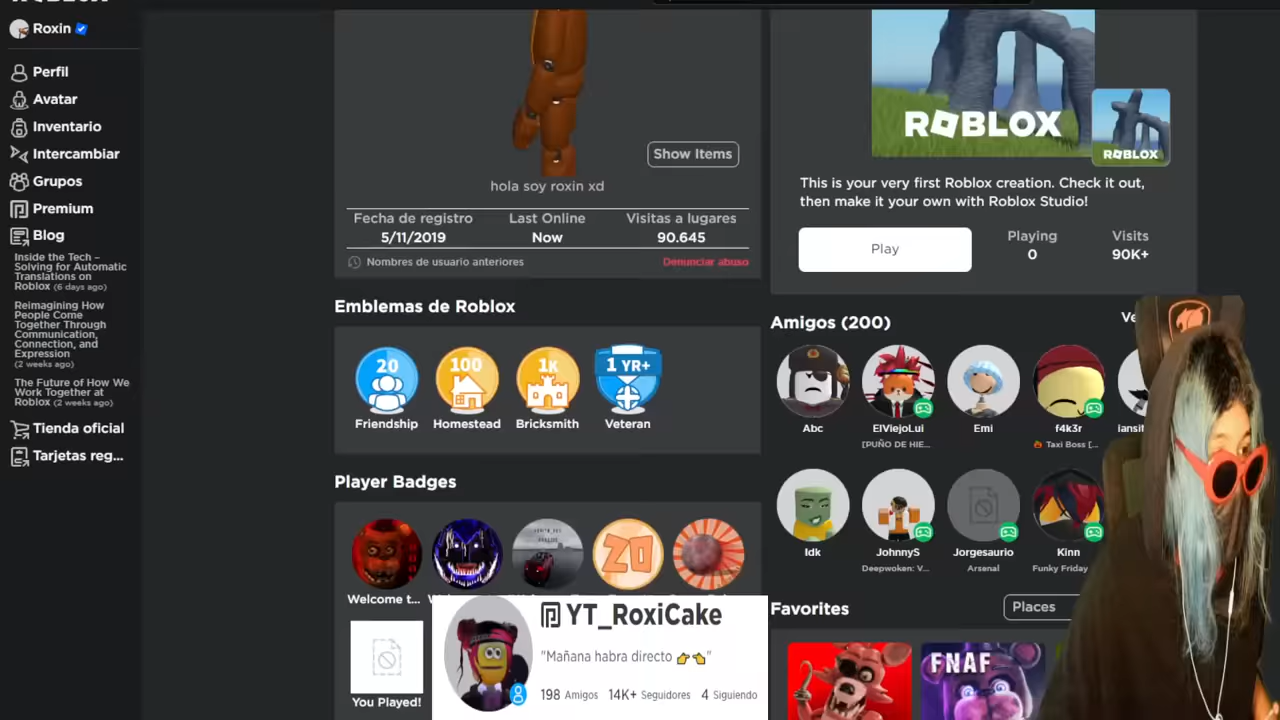 Roxin
Perfil
Avatar
Inventario
Intercambiar
Grupos
Premium
Blog
Inside the Tech –
Solving for Automatic
Translations on
Roblox (6 days ago)
Reimagining How
People Come
Together Through
Communication,
Connection, and
Expression
(2 weeks ago)
The Future of How We
Work Together at
Roblox (2 weeks ago)
Tienda oficial
Tarjetas reg...
Show Items
hola soy roxin xd
Fecha de registro
Last Online
Visitas a lugares
5/11/2019
Now
90.645
Nombres de usuario anteriores
Denunciar abuso
Emblemas de Roblox
20
100
1K
1 YR+
Friendship
Homestead
Bricksmith
Veteran
Player Badges
20
Welcome t...
You Played!
YT_RoxiCake
"Mañana habra directo 👉👈"
198 Amigos
14K+ Seguidores
4 Siguiendo
ROBLOX
ROBLOX
This is your very first Roblox creation. Check it out,
then make it your own with Roblox Studio!
Play
Playing
Visits
0
90K+
Amigos (200)
Abc
ElViejoLui
Emi
f4k3r
[PUÑO DE HIE...
Taxi Boss [...
Idk
JohnnyS
Jorgesaurio
Kinn
Deepwoken: V...
Arsenal
Funky Friday
Favorites
Places
FNAF